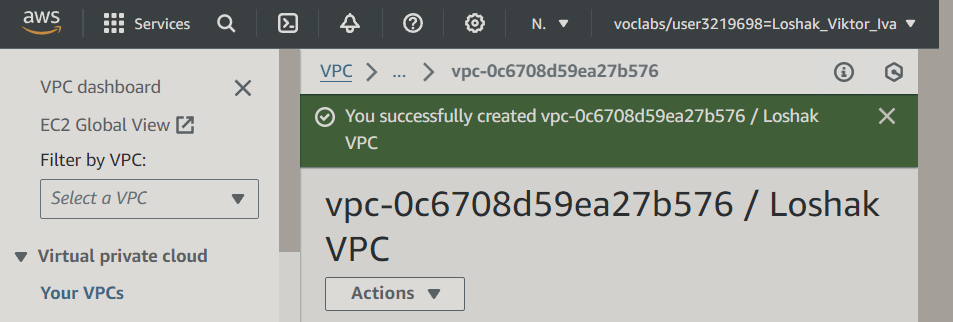 aws
Services
N.
voclabs/user3219698=Loshak_Viktor_Iva
VPC dashboard
EC2 Global View
Filter by VPC:
Select a VPC
Virtual private cloud
Your VPCs
VPC
...
vpc-0c6708d59ea27b576
You successfully created vpc-0c6708d59ea27b576 / Loshak
VPC
vpc-0c6708d59ea27b576 / Loshak
VPC
Actions